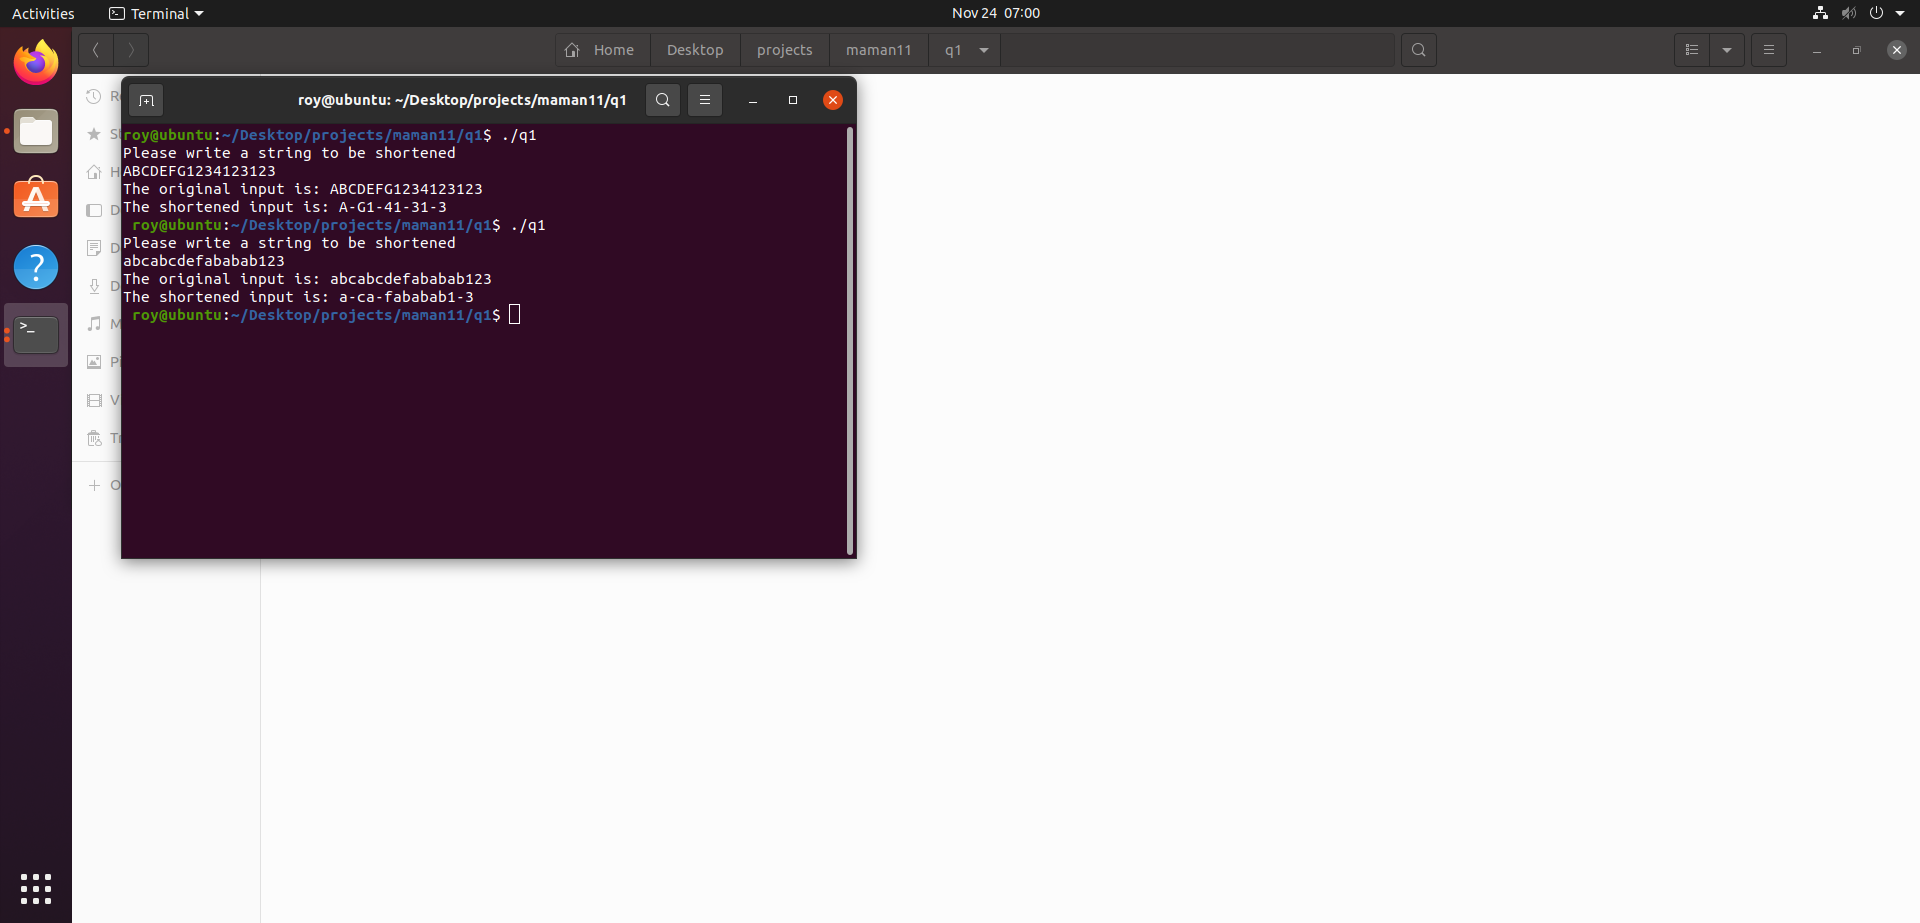 Activities Terminal Nov 24 07:00
Home Desktop projects maman11 q1
roy@ubuntu: ~/Desktop/projects/maman11/q1
roy@ubuntu:~/Desktop/projects/maman11/q1$ ./q1
Please write a string to be shortened
ABCDEFG1234123123
The original input is: ABCDEFG1234123123
The shortened input is: A-G1-41-31-3
roy@ubuntu:~/Desktop/projects/maman11/q1$ ./q1
Please write a string to be shortened
abcabcdefababab123
The original input is: abcabcdefababab123
The shortened input is: a-ca-fababab1-3
roy@ubuntu:~/Desktop/projects/maman11/q1$